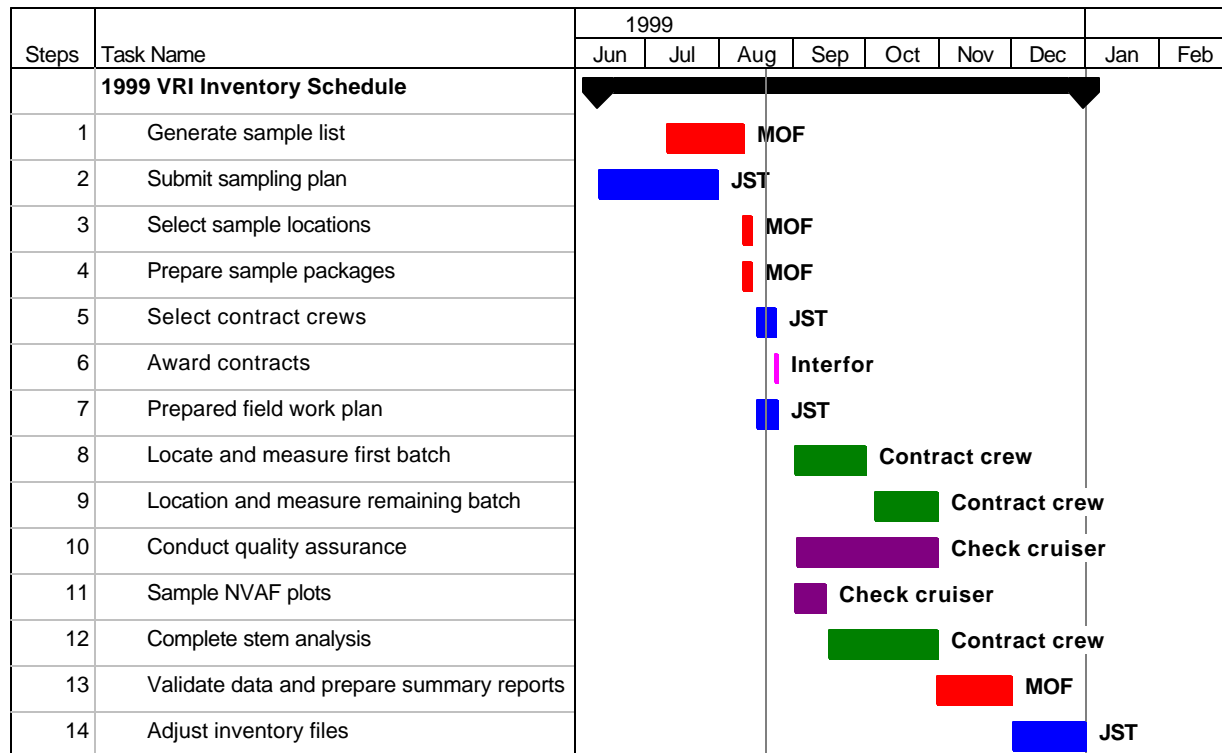 1999
Steps Task Name Jun Jul Aug Sep Oct Nov Dec Jan Feb
1999 VRI Inventory Schedule
1 Generate sample list MOF
2 Submit sampling plan JST
3 Select sample locations MOF
4 Prepare sample packages MOF
5 Select contract crews JST
6 Award contracts Interfor
7 Prepared field work plan JST
8 Locate and measure first batch Contract crew
9 Location and measure remaining batch Contract crew
10 Conduct quality assurance Check cruiser
11 Sample NVAF plots Check cruiser
12 Complete stem analysis Contract crew
13 Validate data and prepare summary reports MOF
14 Adjust inventory files JST